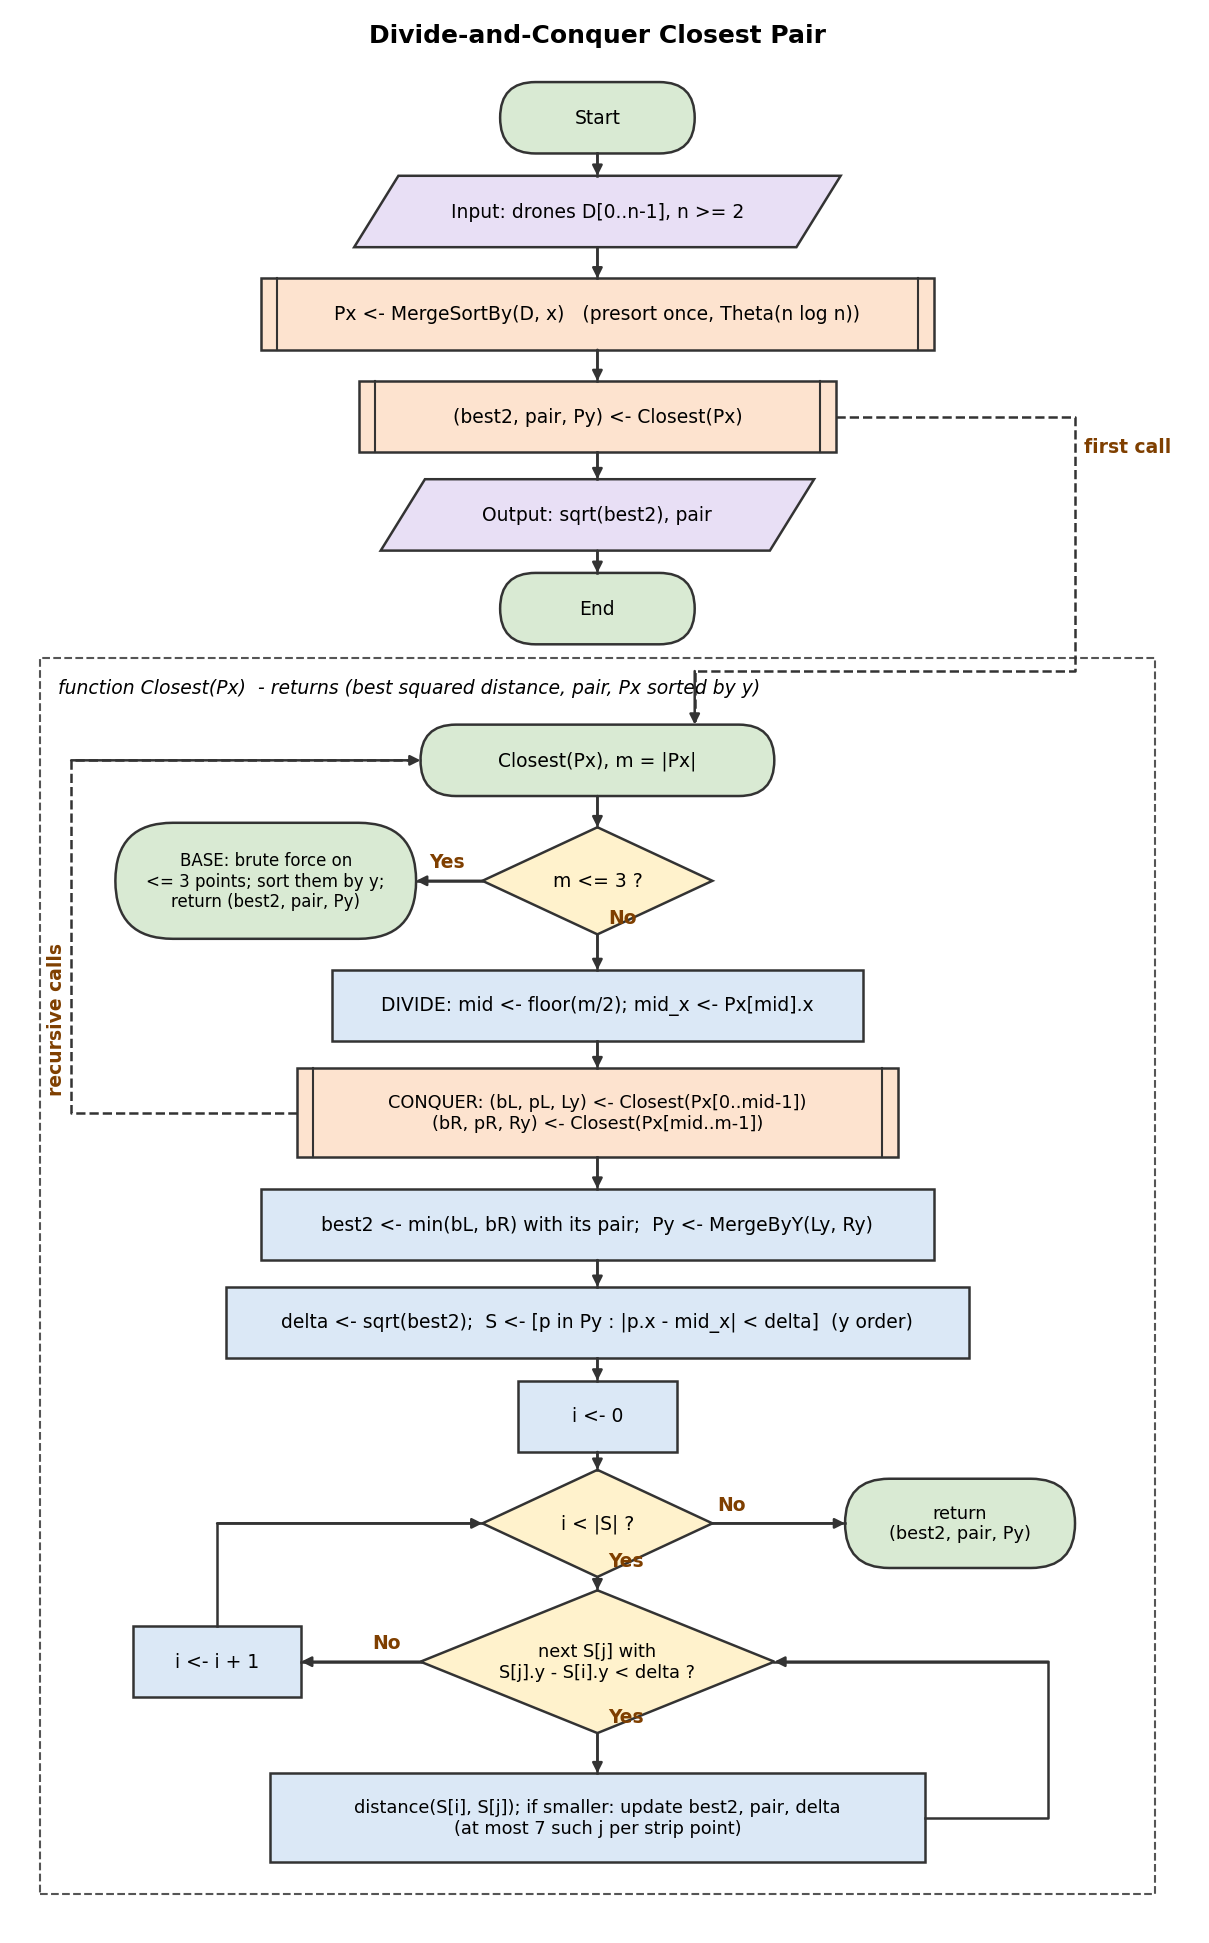 Divide-and-Conquer Closest Pair
Start
Input: drones D[0..n-1], n >= 2
Px <- MergeSortBy(D, x)   (presort once, Theta(n log n))
(best2, pair, Py) <- Closest(Px)
first call
Output: sqrt(best2), pair
End
function Closest(Px)  - returns (best squared distance, pair, Px sorted by y)
Closest(Px), m = |Px|
BASE: brute force on
<= 3 points; sort them by y;
return (best2, pair, Py)
Yes
m <= 3 ?
No
recursive calls
DIVIDE: mid <- floor(m/2); mid_x <- Px[mid].x
CONQUER: (bL, pL, Ly) <- Closest(Px[0..mid-1])
(bR, pR, Ry) <- Closest(Px[mid..m-1])
best2 <- min(bL, bR) with its pair;  Py <- MergeByY(Ly, Ry)
delta <- sqrt(best2);  S <- [p in Py : |p.x - mid_x| < delta]  (y order)
i <- 0
i < |S| ?
No
return
(best2, pair, Py)
Yes
i <- i + 1
No
next S[j] with
S[j].y - S[i].y < delta ?
Yes
distance(S[i], S[j]); if smaller: update best2, pair, delta
(at most 7 such j per strip point)